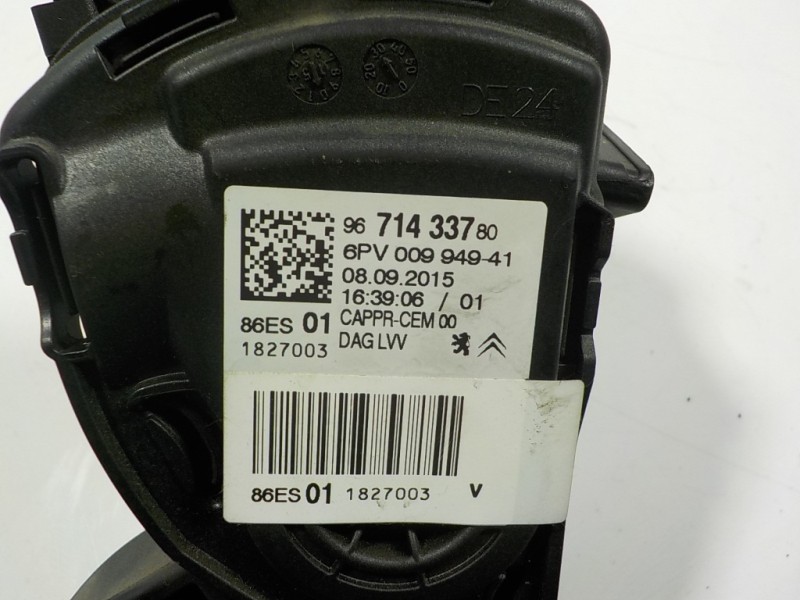 DE24
96 714 337 80
6PV 009 949-41
08.09.2015
16:39:06 / 01
86ES 01 CAPPR-CEM 00
1827003 DAG LVV
86ES 01 1827003 V